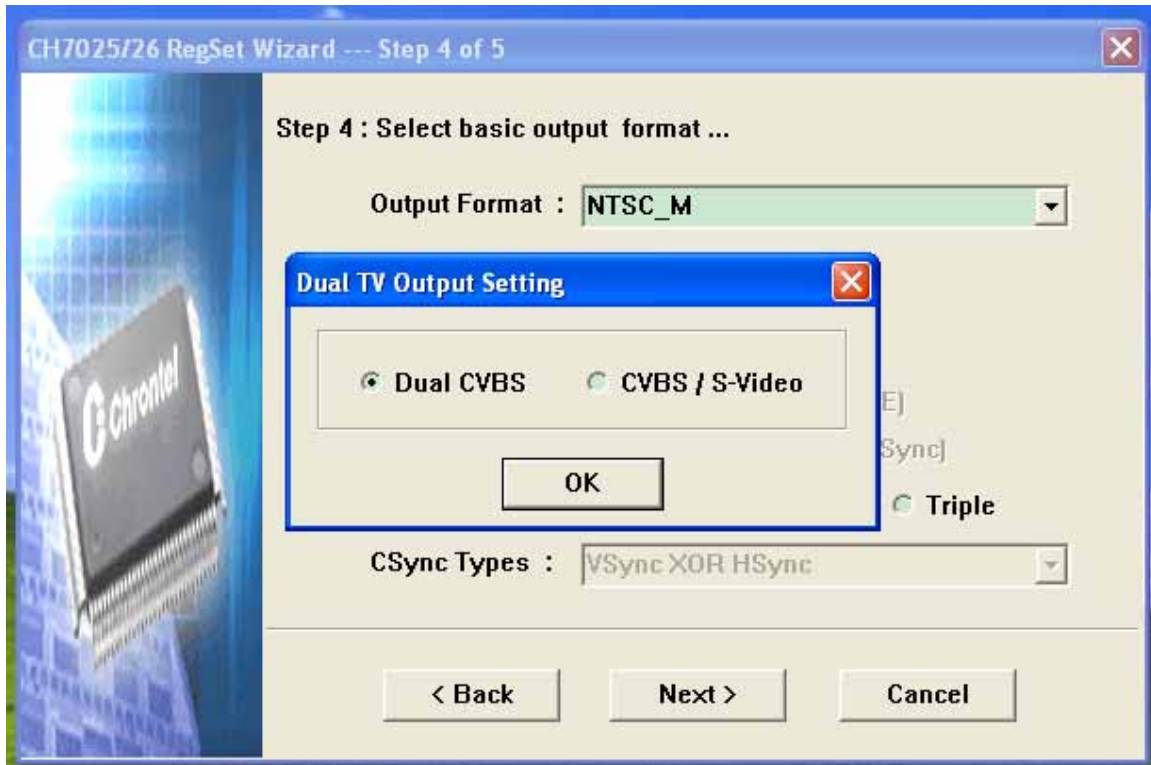 CH7025/26 RegSet Wizard --- Step 4 of 5
Step 4 : Select basic output format ...
Output Format : NTSC_M
Dual TV Output Setting
Dual CVBS CVBS / S-Video
E)
Sync)
OK
Triple
CSync Types : VSync XOR HSync
Chrontel
< Back Next > Cancel